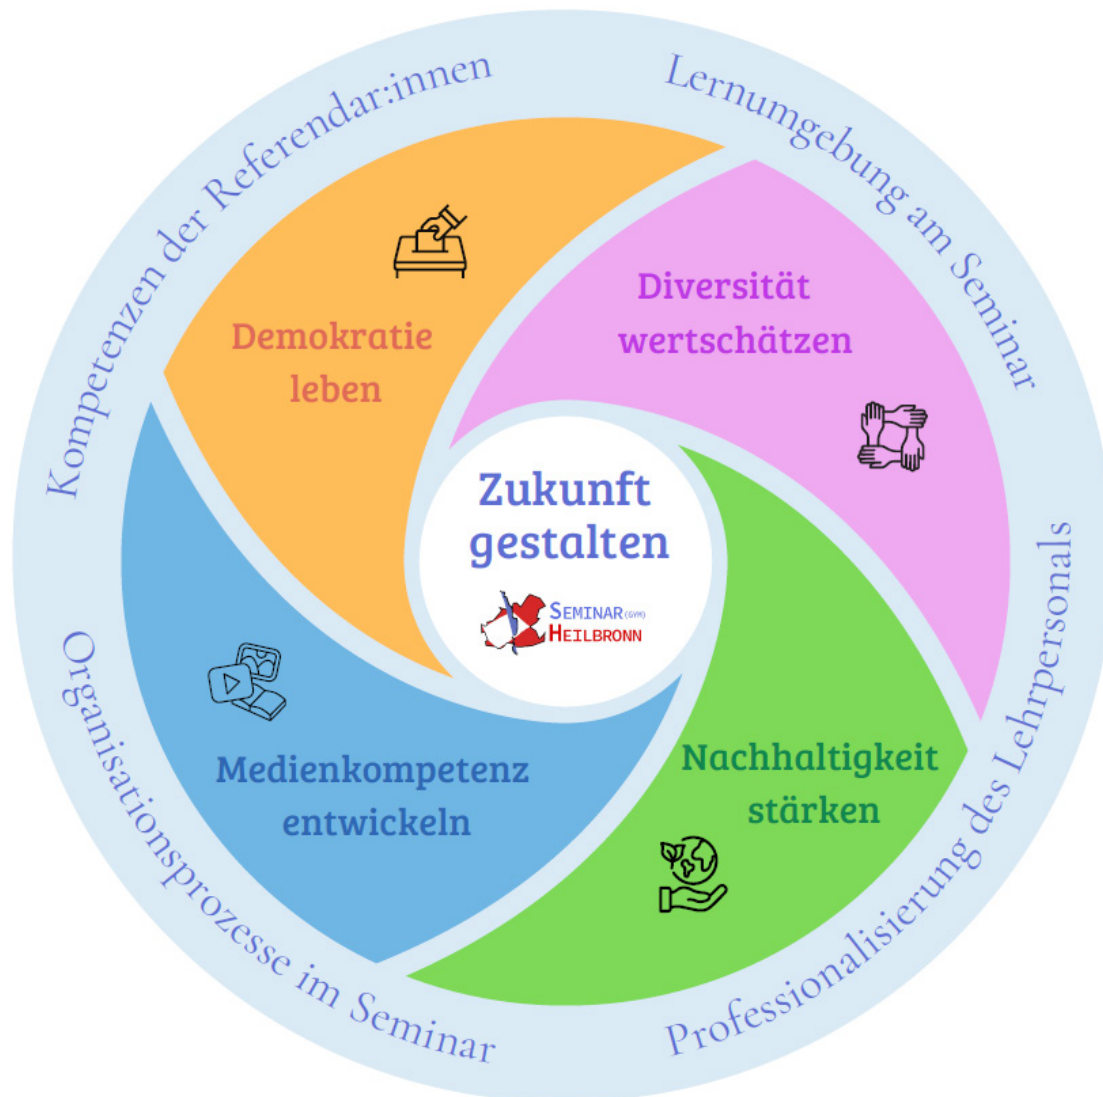 Kompetenzen der Referendar:innen
Lernumgebung am Seminar
Demokratie
leben
Diversität
wertschätzen
Zukunft
gestalten
SEMINAR (GYM)
HEILBRONN
Medienkompetenz
entwickeln
Nachhaltigkeit
stärken
Organisationsprozesse im Seminar
Professionalisierung des Lehrpersonals